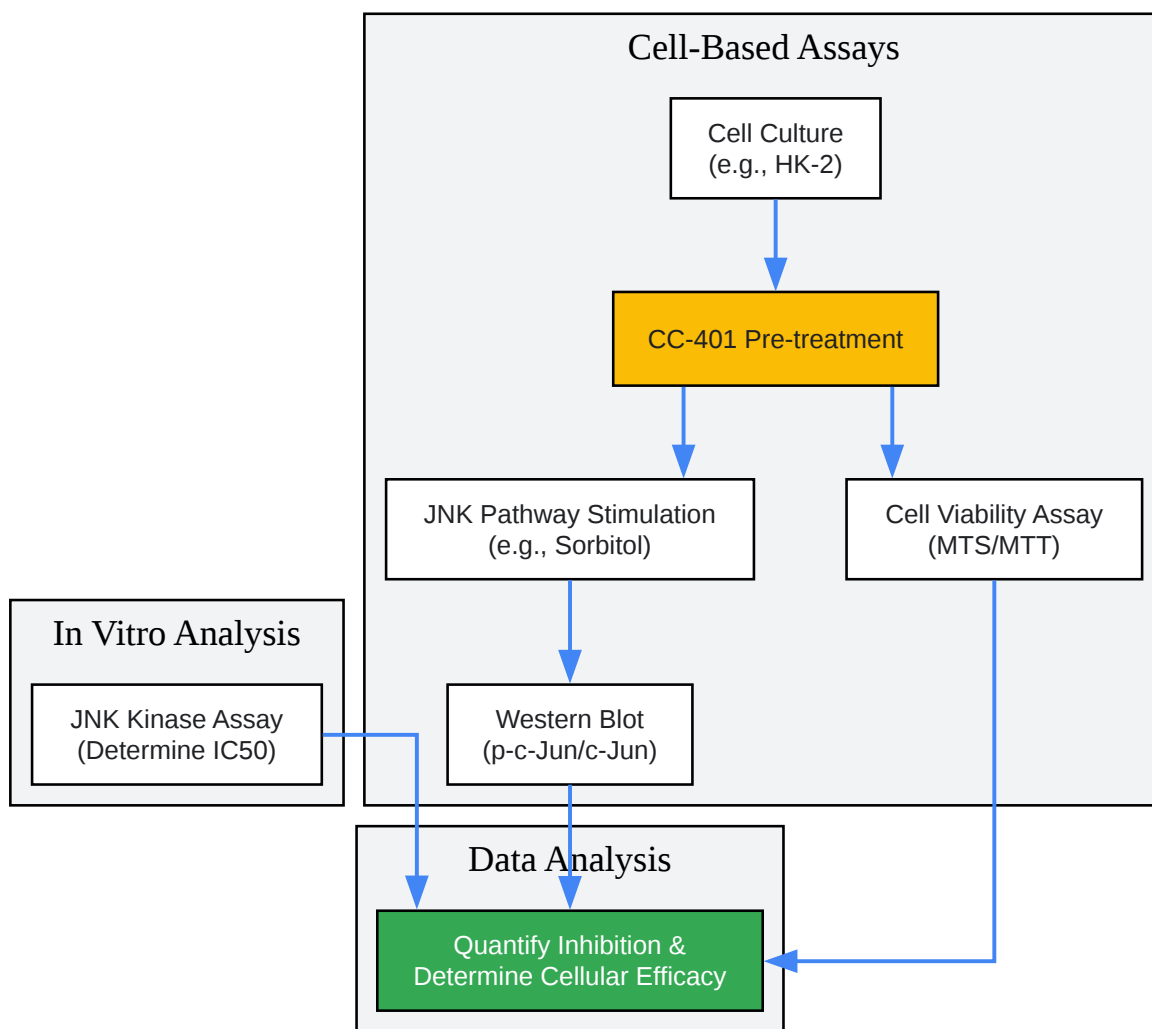 Cell-Based Assays
Cell Culture
(e.g., HK-2)
CC-401 Pre-treatment
JNK Pathway Stimulation
(e.g., Sorbitol)
Cell Viability Assay
(MTS/MTT)
In Vitro Analysis
JNK Kinase Assay
(Determine IC50)
Western Blot
(p-c-Jun/c-Jun)
Data Analysis
Quantify Inhibition &
Determine Cellular Efficacy